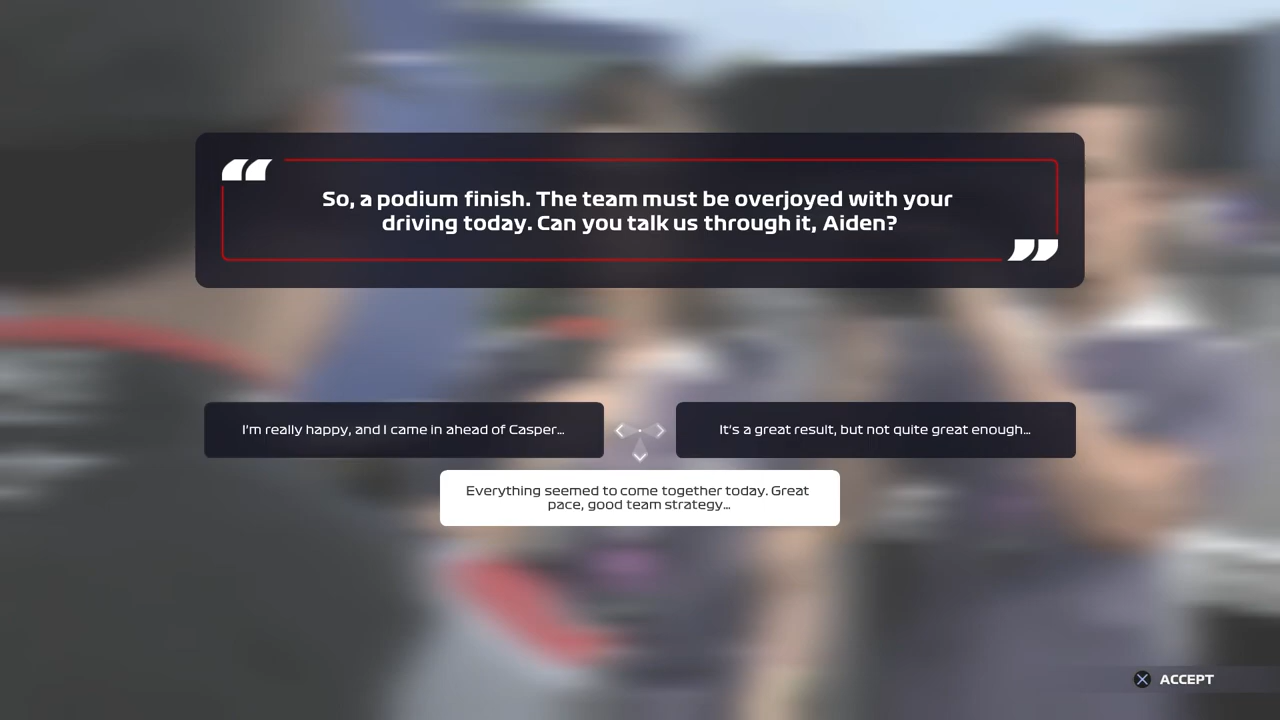 So, a podium finish. The team must be overjoyed with your
driving today. Can you talk us through it, Aiden?
I'm really happy, and I came in ahead of Casper...
It's a great result, but not quite great enough...
Everything seemed to come together today. Great
pace, good team strategy...
ACCEPT